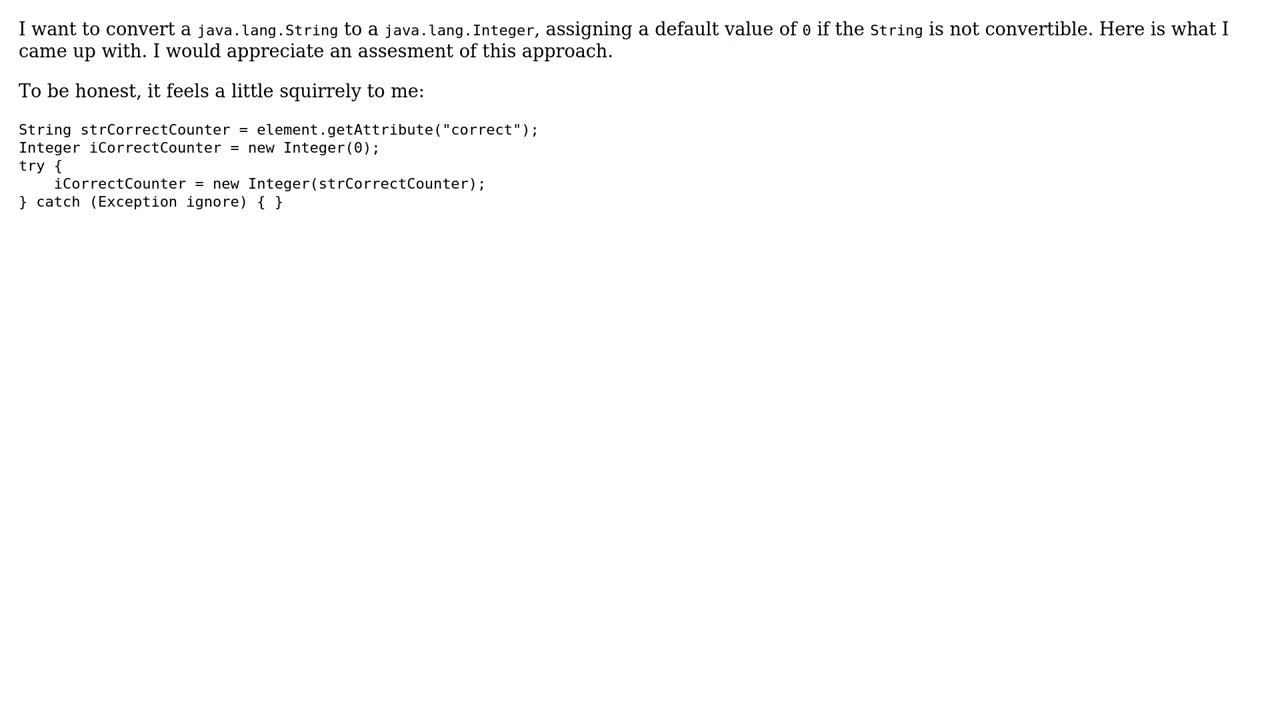 I want to convert a java.lang.String to a java.lang.Integer, assigning a default value of 0 if the String is not convertible. Here is what I
came up with. I would appreciate an assesment of this approach.
To be honest, it feels a little squirrely to me:
String strCorrectCounter = element.getAttribute("correct");
Integer iCorrectCounter = new Integer(0);
try {
    iCorrectCounter = new Integer(strCorrectCounter);
} catch (Exception ignore) { }